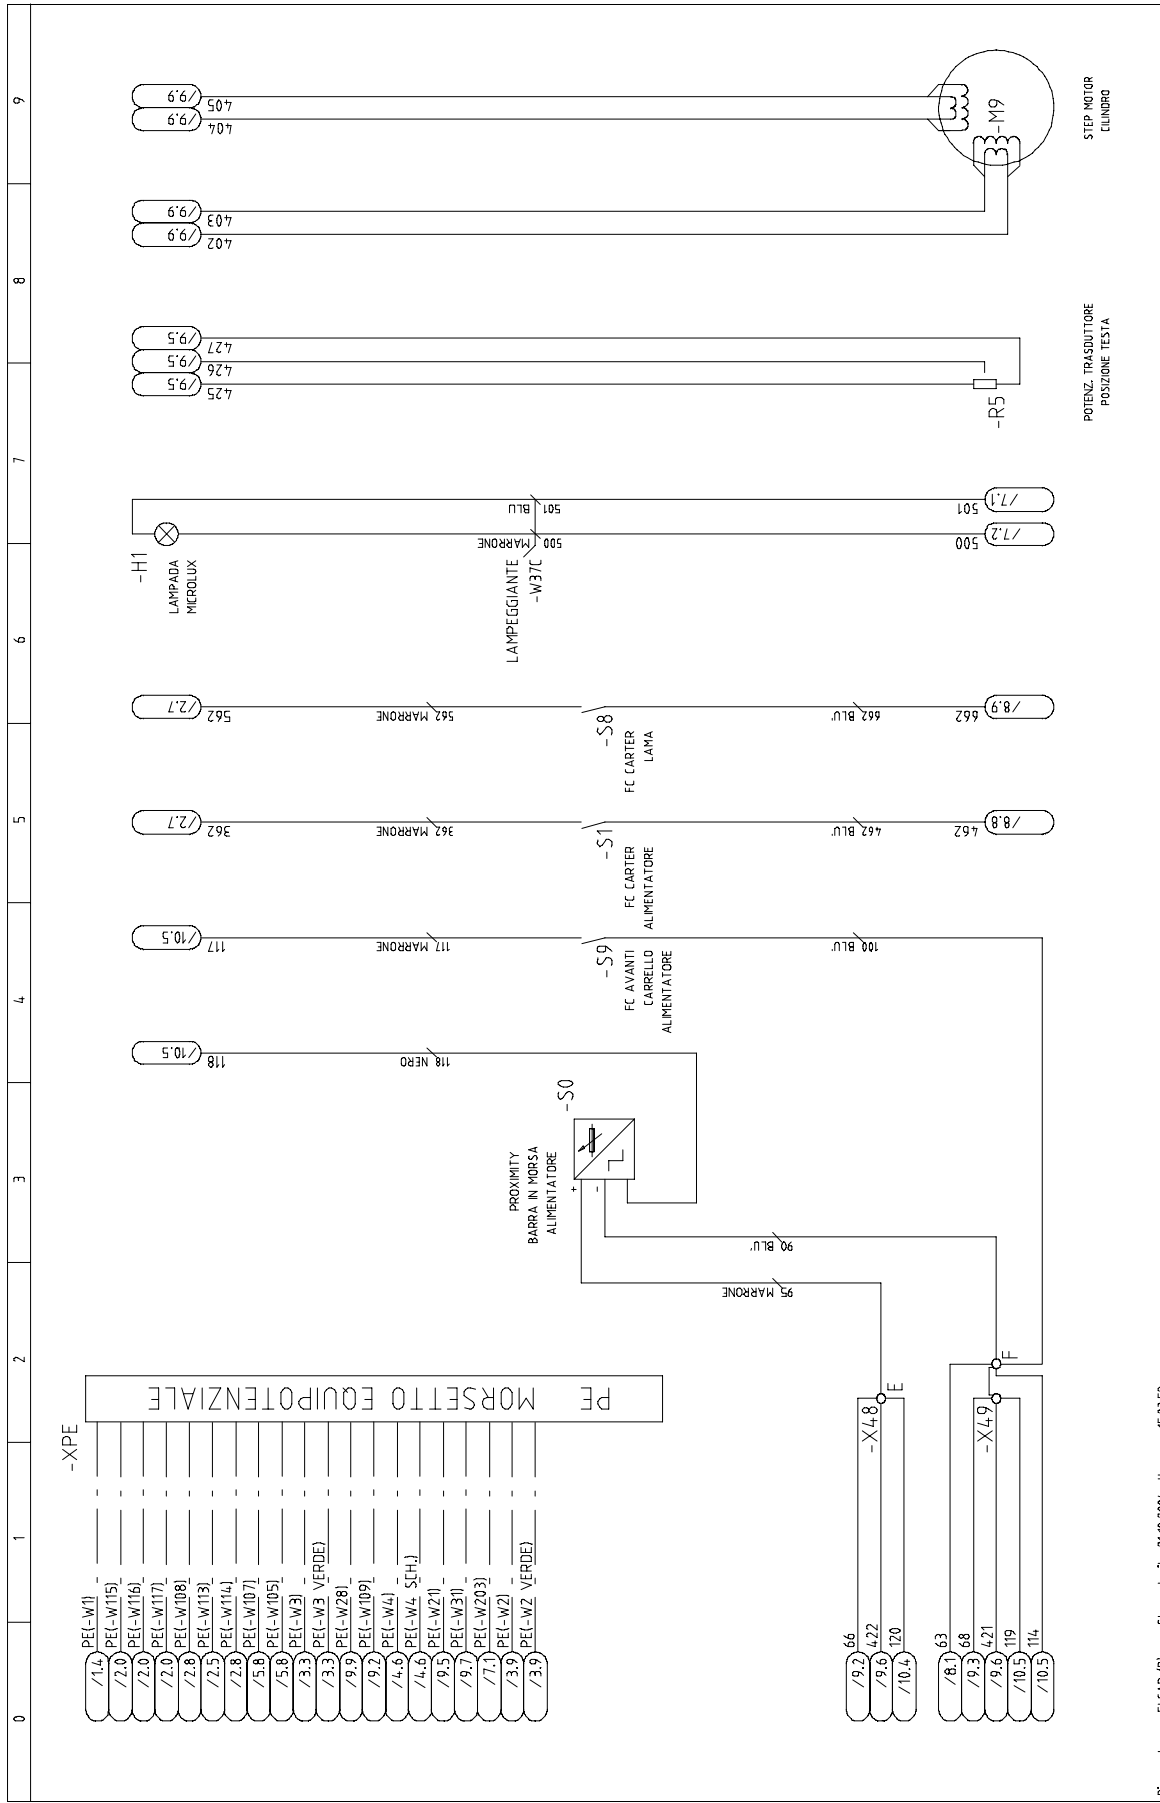 0
1
2
3
4
5
6
7
8
9
-XPE
PE MORSETTO EQUIPOTENZIALE
/1.4 PE(-W1)
/2.0 PE(-W115)
/2.0 PE(-W116)
/2.0 PE(-W117)
/2.8 PE(-W108)
/2.5 PE(-W113)
/2.8 PE(-W114)
/5.8 PE(-W107)
/5.8 PE(-W105)
/3.3 PE(-W3)
/3.3 PE(-W3 VERDE)
/9.9 PE(-W28)
/9.2 PE(-W109)
/4.6 PE(-W4)
/4.6 PE(-W4 SCH.)
/9.5 PE(-W21)
/9.7 PE(-W31)
/7.1 PE(-W203)
/3.9 PE(-W2)
/3.9 PE(-W2 VERDE)
/9.2 66
/9.6 422
/10.4 120
-X48
E
/8.1 63
/9.3 68
/9.6 421
/10.5 119
/10.5 114
-X49
F
95 MARRONE
90 BLU'
PROXIMITY
BARRA IN MORSA
ALIMENTATORE
+
-
-S0
/10.5
118
118 NERO
/10.5
117
117 MARRONE
-S9
FC AVANTI
CARRELLO
ALIMENTATORE
100 BLU'
/2.7
362
362 MARRONE
-S1
FC CARTER
ALIMENTATORE
462 BLU'
462
/8.8
/2.7
562
562 MARRONE
-S8
FC CARTER
LAMA
662 BLU'
662
/8.9
-H1
LAMPADA
MICROLUX
LAMPEGGIANTE
-W37C
500 MARRONE
501 BLU
500
/7.2
501
/7.1
/9.5
425
/9.5
426
/9.5
427
-R5
POTENZ. TRASDUTTORE
POSIZIONE TESTA
/9.9
402
/9.9
403
/9.9
404
/9.9
405
-M9
STEP MOTOR
CILINDRO